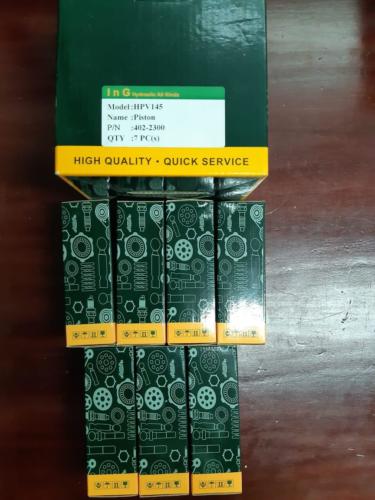 I n G Hydraulic All Kinds
Model:HPV145
Name :Piston
P/N :402-2300
QTY :7 PC(s)
HIGH QUALITY · QUICK SERVICE